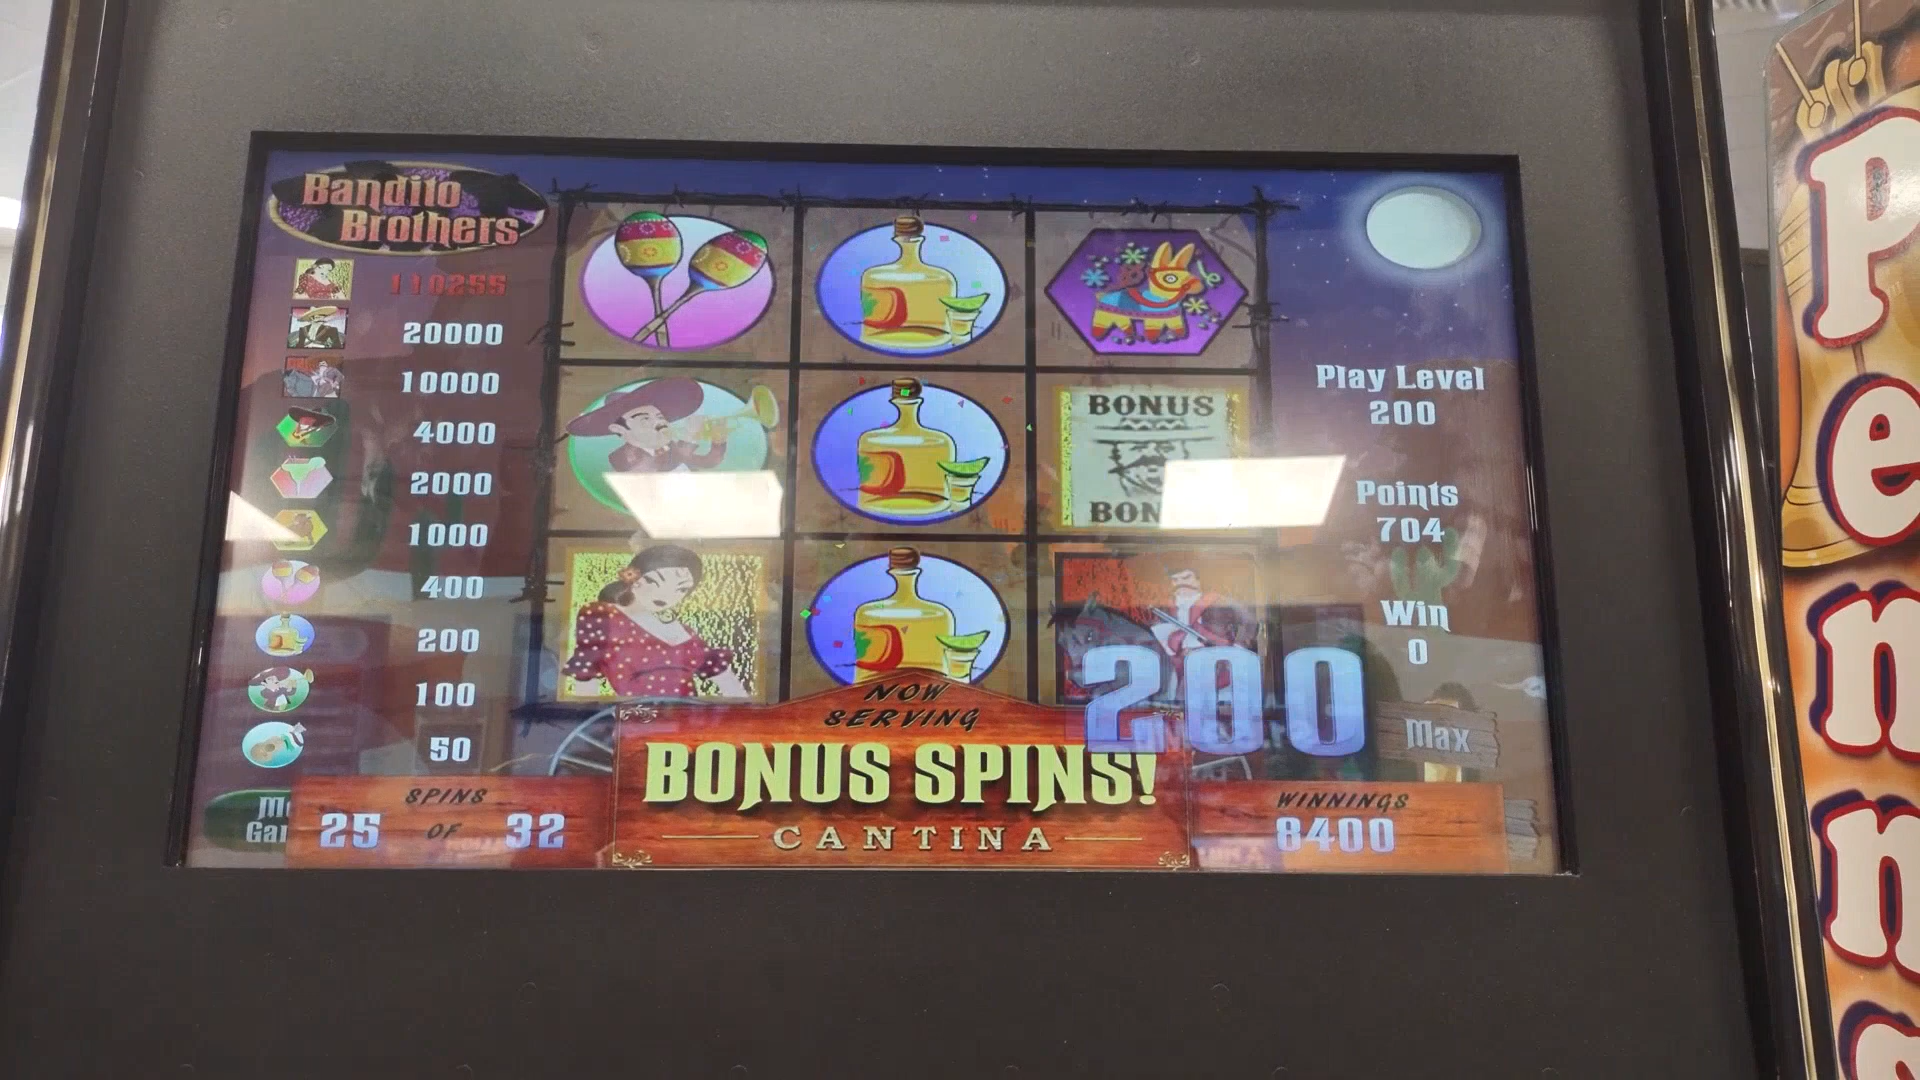 Bandito
Brothers
110255
20000
10000
4000
2000
1000
400
200
100
50
BONUS
Play Level
200
Points
704
Win
0
200
Max
NOW
SERVING
BONUS SPINS!
CANTINA
SPINS
25 OF 32
WINNINGS
8400
P
e
n
n